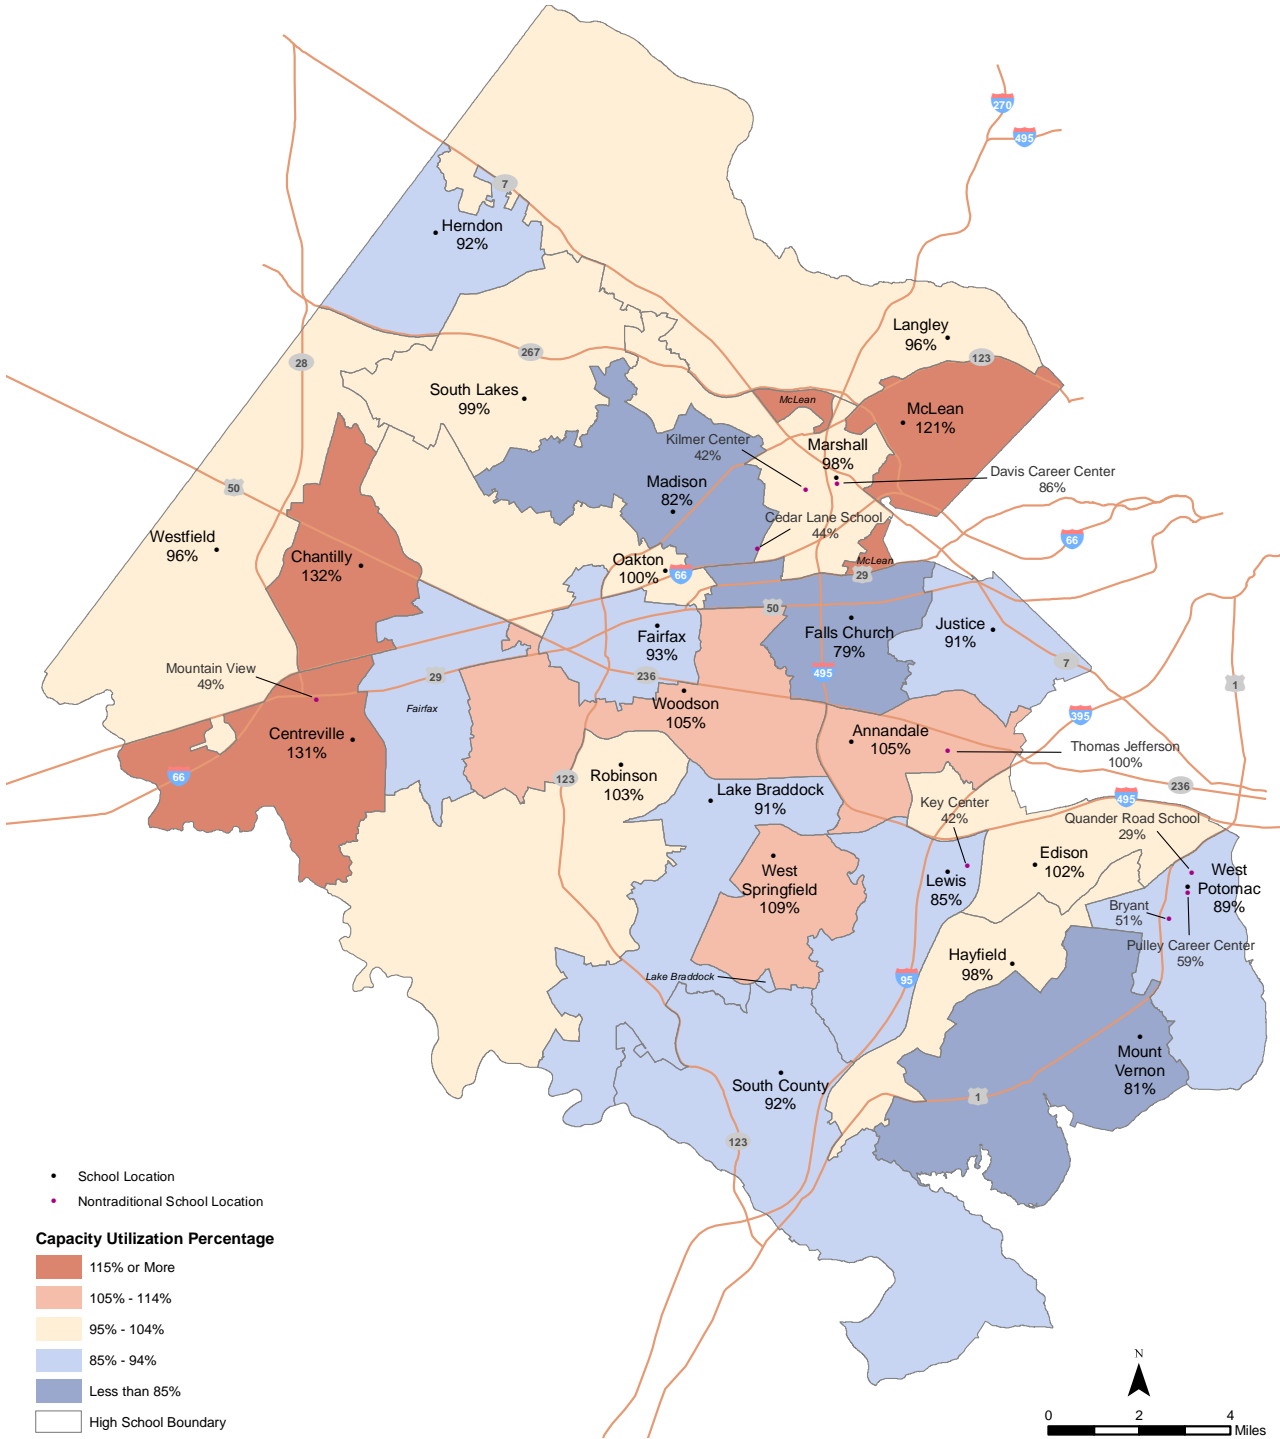 270
495
7
Herndon
92%
Langley
96%
123
267
28
South Lakes
99%
McLean
McLean
121%
Kilmer Center
42%
Marshall
98%
Davis Career Center
86%
Madison
82%
50
Cedar Lane School
44%
66
Westfield
96%
Chantilly
132%
Oakton
100%
66
McLean
29
50
Fairfax
93%
Falls Church
79%
Justice
91%
7
Mountain View
49%
29
236
495
1
Fairfax
Woodson
105%
395
Centreville
131%
Annandale
105%
Thomas Jefferson
100%
66
123
Robinson
103%
Lake Braddock
91%
236
495
Key Center
42%
Quander Road School
29%
Edison
102%
West
Springfield
109%
Lewis
85%
West
Potomac
89%
Bryant
51%
Pulley Career Center
59%
Hayfield
98%
Lake Braddock
95
Mount
Vernon
81%
South County
92%
1
123
School Location
Nontraditional School Location
Capacity Utilization Percentage
115% or More
105% - 114%
95% - 104%
85% - 94%
Less than 85%
High School Boundary
N
0 2 4
Miles